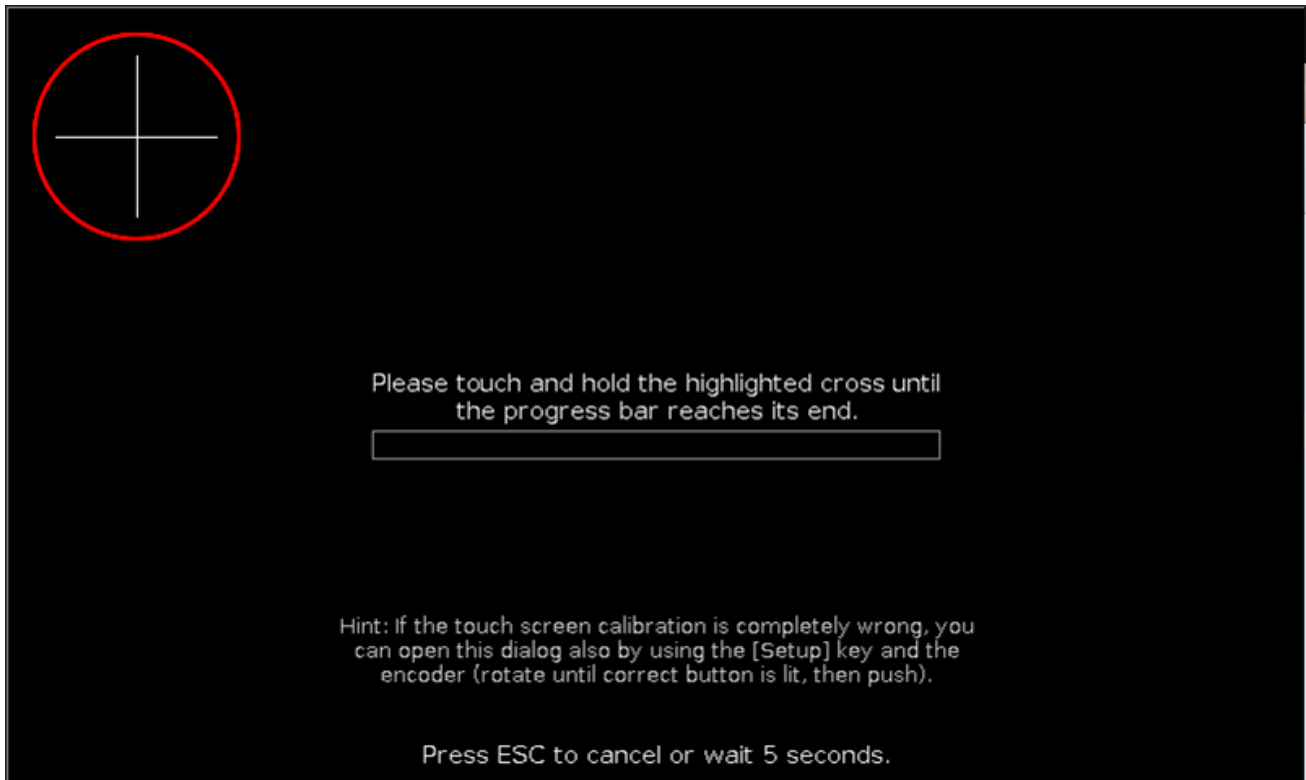 Please touch and hold the highlighted cross until
the progress bar reaches its end.
Hint: If the touch screen calibration is completely wrong, you
can open this dialog also by using the [Setup] key and the
encoder (rotate until correct button is lit, then push).
Press ESC to cancel or wait 5 seconds.